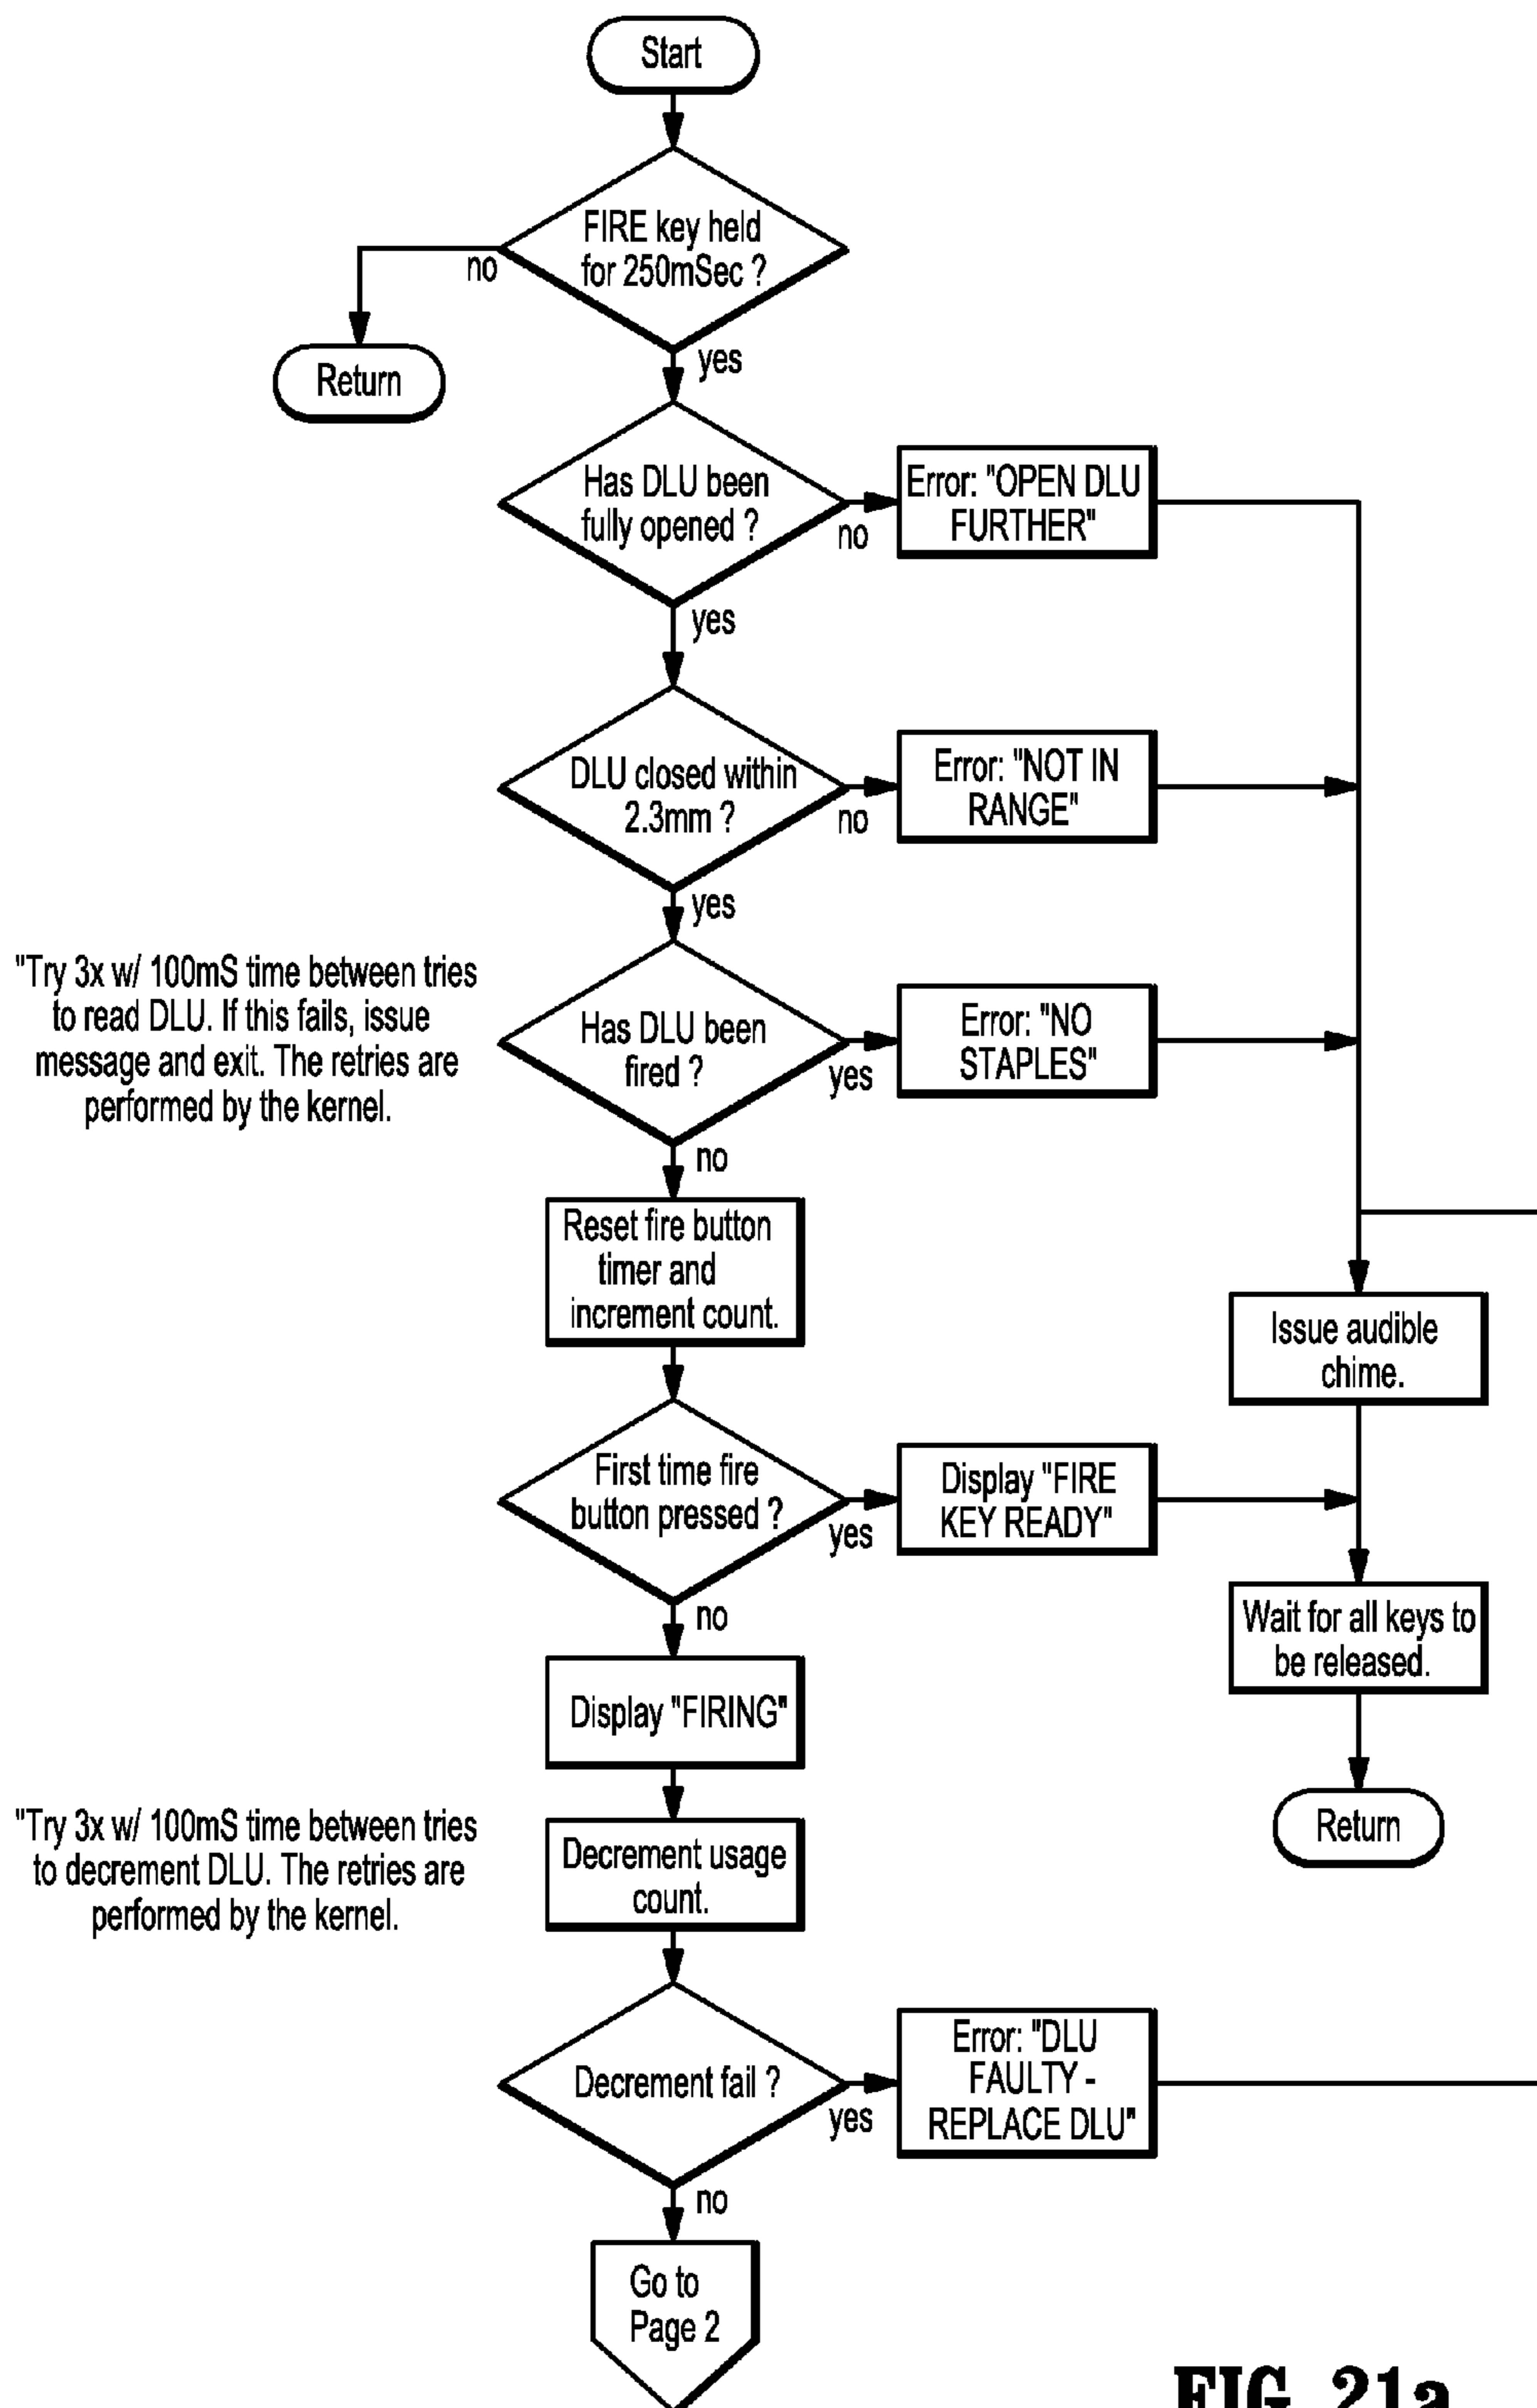 Start
FIRE key held
for 250mSec ?
no
Return
yes
Has DLU been
fully opened ?
no
Error: "OPEN DLU
FURTHER"
yes
DLU closed within
2.3mm ?
no
Error: "NOT IN
RANGE"
yes
"Try 3x w/ 100mS time between tries
to read DLU. If this fails, issue
message and exit. The retries are
performed by the kernel.
Has DLU been
fired ?
yes
Error: "NO
STAPLES"
no
Reset fire button
timer and
increment count.
Issue audible
chime.
First time fire
button pressed ?
yes
Display "FIRE
KEY READY"
no
Wait for all keys to
be released.
Display "FIRING"
Return
"Try 3x w/ 100mS time between tries
to decrement DLU. The retries are
performed by the kernel.
Decrement usage
count.
Decrement fail ?
yes
Error: "DLU
FAULTY -
REPLACE DLU"
no
Go to
Page 2
FIG. 21a